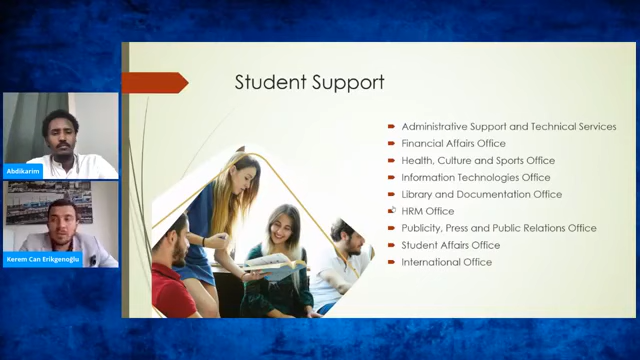 Student Support
Administrative Support and Technical Services
Financial Affairs Office
Health, Culture and Sports Office
Information Technologies Office
Library and Documentation Office
HRM Office
Publicity, Press and Public Relations Office
Student Affairs Office
International Office
Abdikarim
Kerem Can Erikgenoğlu